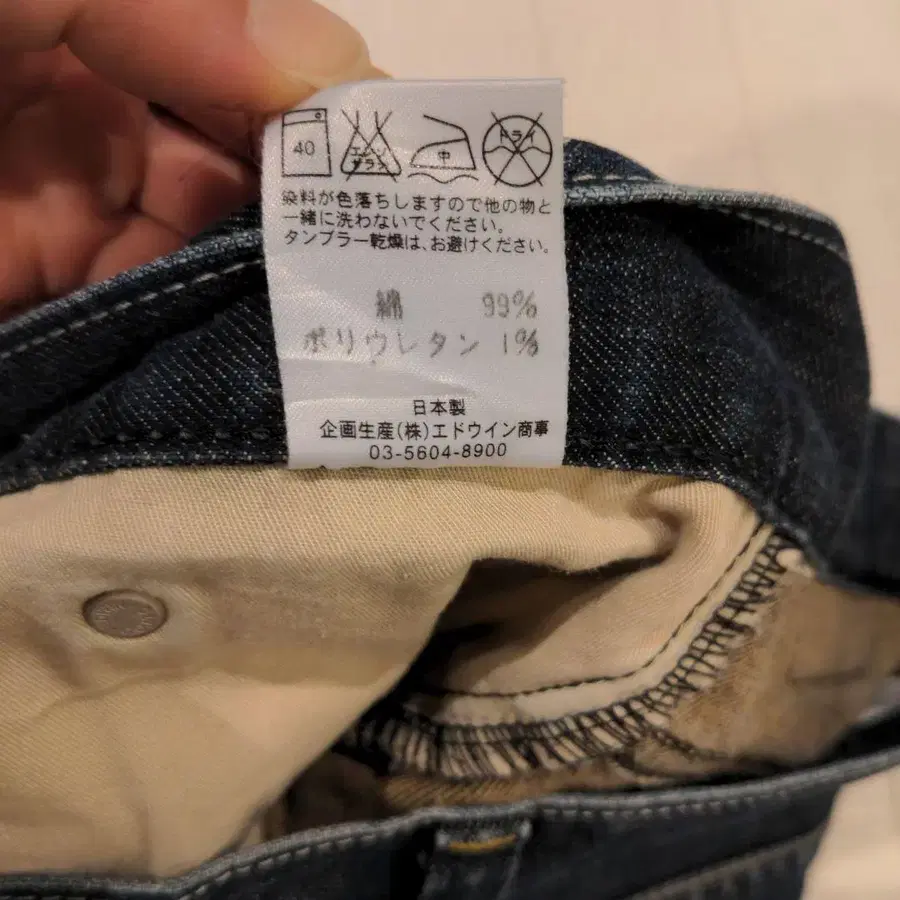 40 エンソサラシ 中 ドライ
染料が色落ちしますので他の物と
一緒に洗わないでください。
タンブラー乾燥は、お避けください。
綿 99%
ポリウレタン 1%
日本製
企画生産(株)エドウイン商事
03-5604-8900